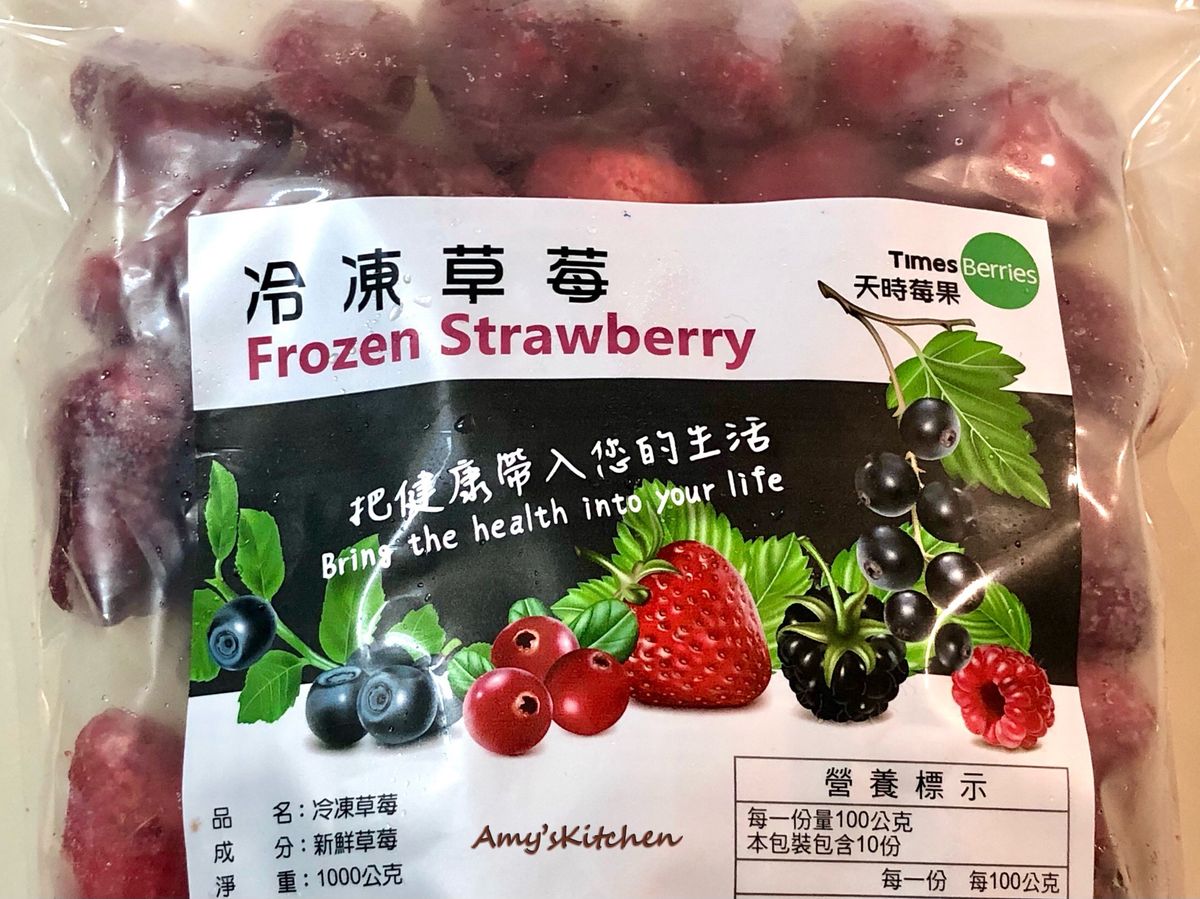 冷凍草莓
Frozen Strawberry
Times Berries
天時莓果
把健康帶入您的生活
Bring the health into your life
品 名：冷凍草莓
成 分：新鮮草莓
淨 重：1000公克
Amy'sKitchen
營養標示
每一份量100公克
本包裝包含10份
每一份 每100公克